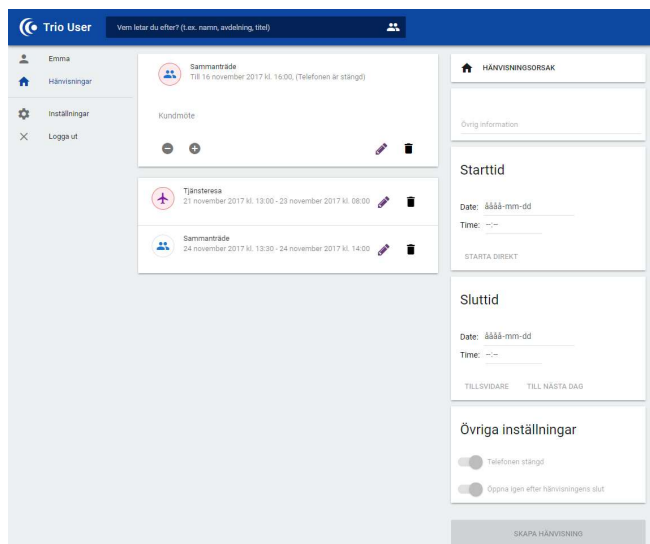 Trio User
Vem letar du efter? (t.ex. namn, avdelning, titel)
Emma
Hänvisningar
Inställningar
Logga ut
Sammanträde
Till 16 november 2017 kl. 16:00, (Telefonen är stängd)
Kundmöte
Tjänsteresa
21 november 2017 kl. 13:00 - 23 november 2017 kl. 08:00
Sammanträde
24 november 2017 kl. 13:30 - 24 november 2017 kl. 14:00
HÄNVISNINGSORSAK
Övrig information
Starttid
Date: åååå-mm-dd
Time: --:--
STARTA DIREKT
Sluttid
Date: åååå-mm-dd
Time: --:--
TILLSVIDARE TILL NÄSTA DAG
Övriga inställningar
Telefonen stängd
Öppna igen efter hänvisningens slut
SKAPA HÄNVISNING